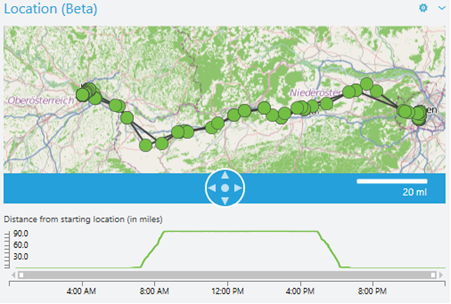 Location (Beta)
Oberösterreich
Niederöster
en
20 ml
Distance from starting location (in miles)
90.0
60.0
30.0
4:00 AM
8:00 AM
12:00 PM
4:00 PM
8:00 PM